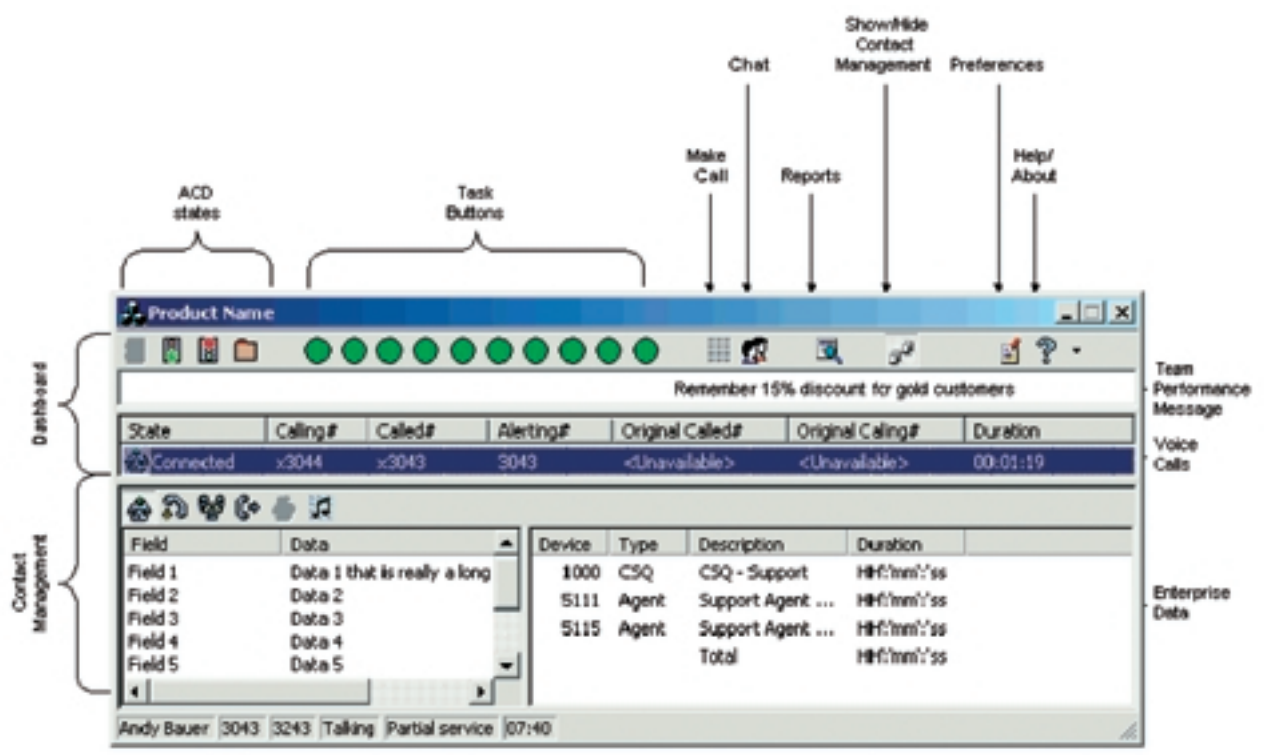 Show/Hide
Contact
Management
Chat
Preferences
Make
Call
Reports
Help/
About
ACD
states
Task
Buttons
Product Name
Dashboard
Remember 15% discount for gold customers
Team
Performance
Message
State Calling# Called# Alerting# Original Called# Original Caling# Duration
Connected x3044 x3043 3043 <Unavailable> <Unavailable> 00:01:19
Voice
Calls
Contact
Management
Field Data
Field 1 Data 1 that is really a long
Field 2 Data 2
Field 3 Data 3
Field 4 Data 4
Field 5 Data 5
Device Type Description Duration
1000 CSQ CSQ - Support HH:'mm':'ss
5111 Agent Support Agent ... HH:'mm':'ss
5115 Agent Support Agent ... HH:'mm':'ss
Total HH:'mm':'ss
Enterprise
Data
Andy Bauer 3043 3243 Talking Partial service 07:40